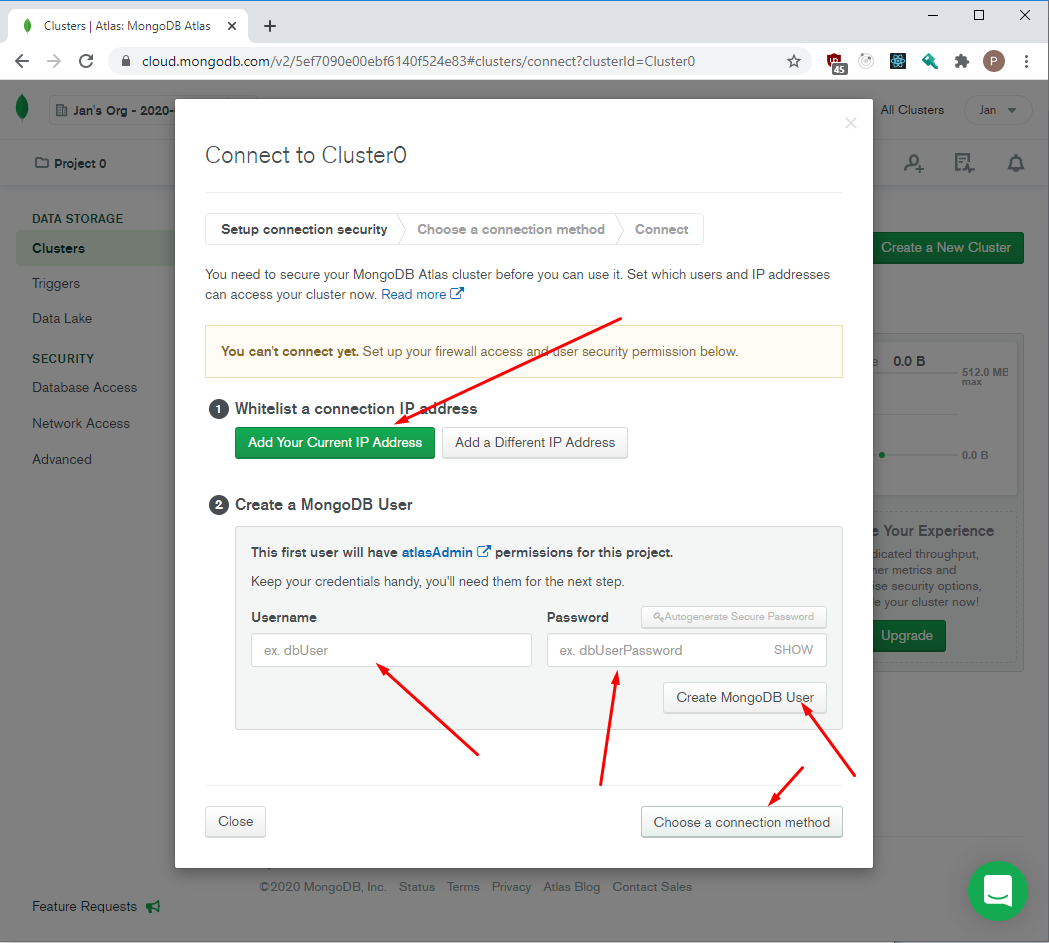 Clusters | Atlas: MongoDB Atlas
cloud.mongodb.com/v2/5ef7090e00ebf6140f524e83#clusters/connect?clusterId=Cluster0
45
P
Jan's Org - 2020-
All Clusters
Jan
Project 0
DATA STORAGE
Clusters
Triggers
Data Lake
SECURITY
Database Access
Network Access
Advanced
Feature Requests
Connect to Cluster0
Setup connection security
Choose a connection method
Connect
You need to secure your MongoDB Atlas cluster before you can use it. Set which users and IP addresses
can access your cluster now. Read more
You can't connect yet. Set up your firewall access and user security permission below.
1 Whitelist a connection IP address
Add Your Current IP Address
Add a Different IP Address
2 Create a MongoDB User
This first user will have atlasAdmin permissions for this project.
Keep your credentials handy, you'll need them for the next step.
Username
Password
Autogenerate Secure Password
ex. dbUser
ex. dbUserPassword
SHOW
Create MongoDB User
Close
Choose a connection method
Create a New Cluster
0.0 B
512.0 MB
max
0.0 B
e Your Experience
dicated throughput,
ner metrics and
ise security options,
e your cluster now!
Upgrade
©2020 MongoDB, Inc.
Status
Terms
Privacy
Atlas Blog
Contact Sales